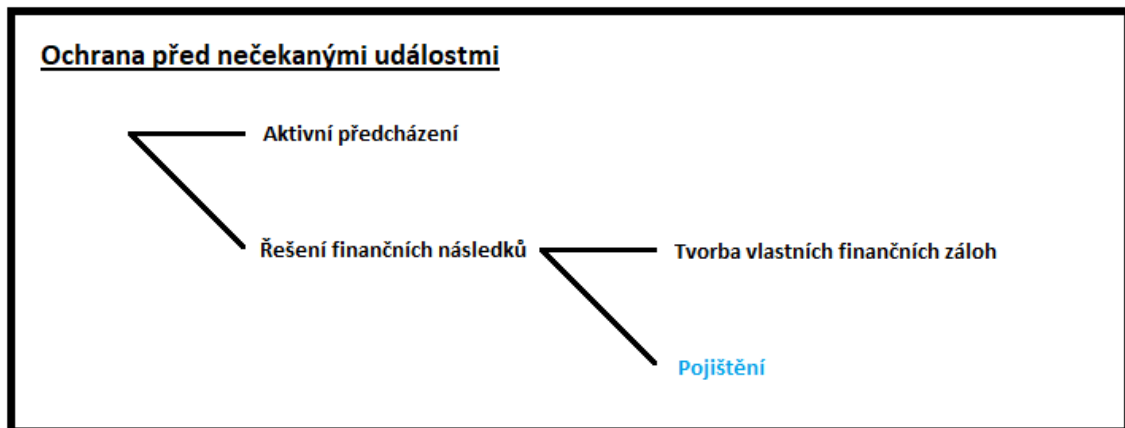 Ochrana před nečekanými událostmi
Aktivní předcházení
Řešení finančních následků
Tvorba vlastních finančních záloh
Pojištění